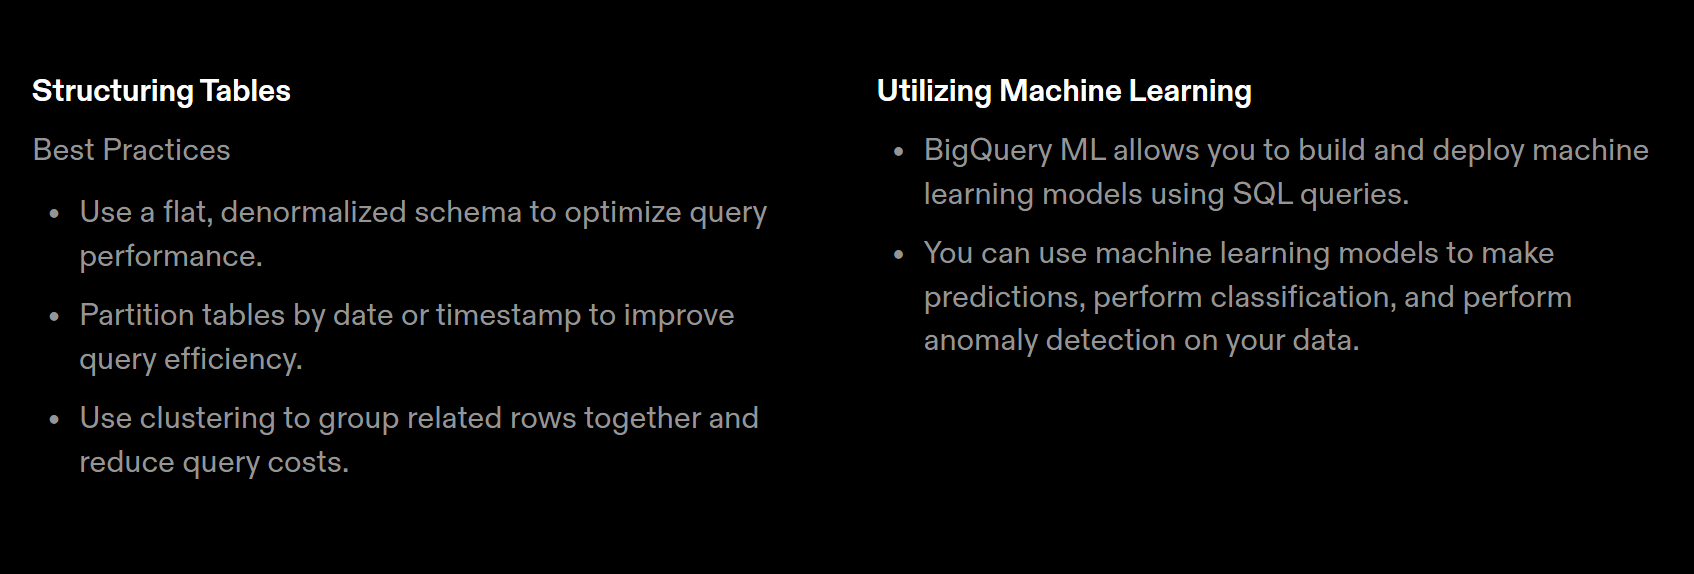 Structuring Tables
Best Practices
• Use a flat, denormalized schema to optimize query
performance.
• Partition tables by date or timestamp to improve
query efficiency.
• Use clustering to group related rows together and
reduce query costs.
Utilizing Machine Learning
• BigQuery ML allows you to build and deploy machine
learning models using SQL queries.
• You can use machine learning models to make
predictions, perform classification, and perform
anomaly detection on your data.